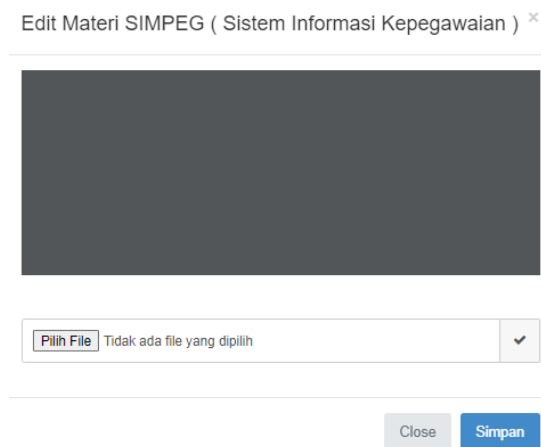 Edit Materi SIMPEG ( Sistem Informasi Kepegawaian ) ×
Pilih File Tidak ada file yang dipilih
Close Simpan